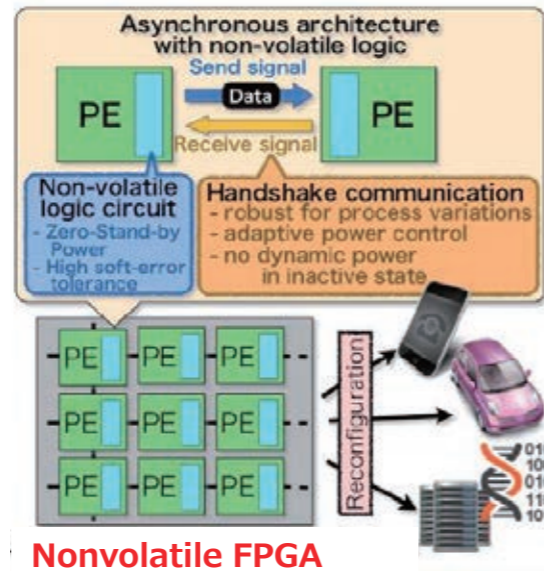 Asynchronous architecture
with non-volatile logic
Send signal
PE
Data
PE
Receive signal
Non-volatile
logic circuit
- Zero-Stand-by
Power
- High soft-error
tolerance
Handshake communication
- robust for process variations
- adaptive power control
- no dynamic power
in inactive state
PE PE PE
PE PE PE
PE PE PE
Reconfiguration
Nonvolatile FPGA